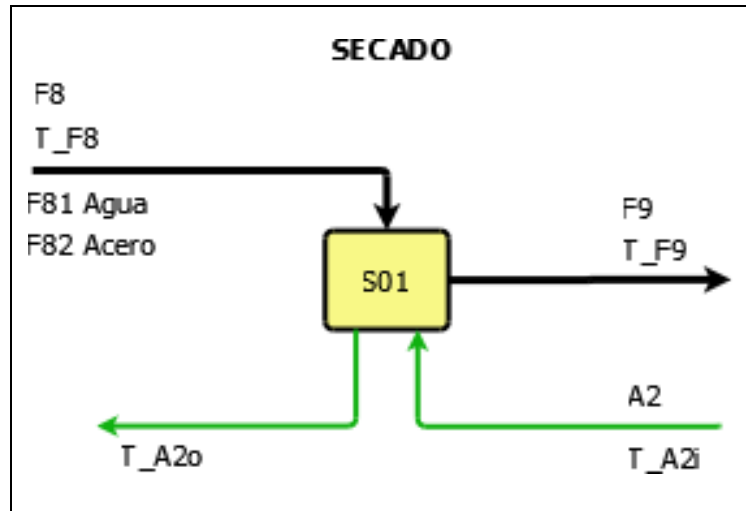 SECADO
F8
T_F8
F81 Agua
F82 Acero
F9
T_F9
S01
A2
T_A2o
T_A2i